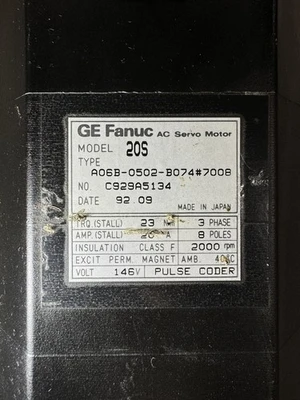 GE Fanuc AC Servo Motor
MODEL 20S
TYPE
A06B-0502-B074#7008
NO. C929A5134
DATE 92.09
MADE IN JAPAN
TRQ(STALL) 23 3 PHASE
AMP.(STALL) A 8 POLES
INSULATION CLASS F 2000 rpm
EXCIT PERM. MAGNET AMB. 40°C
VOLT 146V PULSE CODER